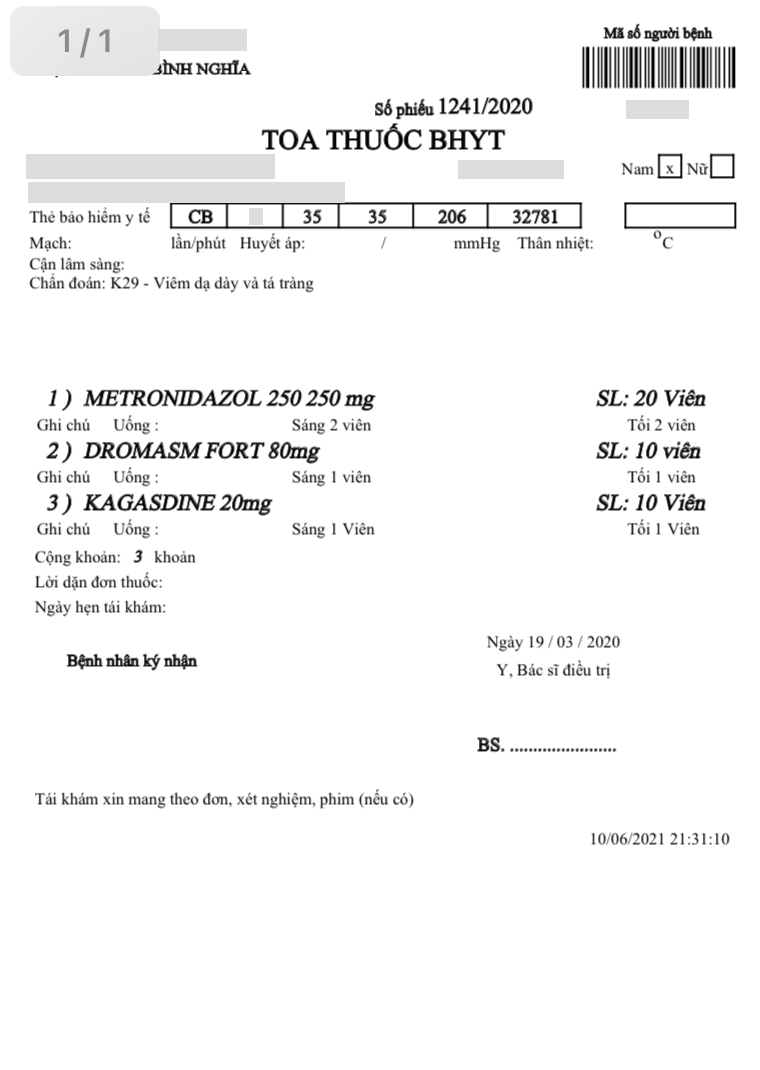 1/1
Mã số người bệnh
BÌNH NGHĨA
Số phiếu 1241/2020
TOA THUỐC BHYT
Nam x Nữ
Thẻ bảo hiểm y tế CB 35 35 206 32781
Mạch: lần/phút Huyết áp: / mmHg Thân nhiệt: °C
Cận lâm sàng:
Chẩn đoán: K29 - Viêm dạ dày và tá tràng
1 ) METRONIDAZOL 250 250 mg SL: 20 Viên
Ghi chú Uống : Sáng 2 viên Tối 2 viên
2 ) DROMASM FORT 80mg SL: 10 viên
Ghi chú Uống : Sáng 1 viên Tối 1 viên
3 ) KAGASDINE 20mg SL: 10 Viên
Ghi chú Uống : Sáng 1 Viên Tối 1 Viên
Cộng khoản: 3 khoản
Lời dặn đơn thuốc:
Ngày hẹn tái khám:
Ngày 19 / 03 / 2020
Bệnh nhân ký nhận
Y, Bác sĩ điều trị
BS. .......................
Tái khám xin mang theo đơn, xét nghiệm, phim (nếu có)
10/06/2021 21:31:10